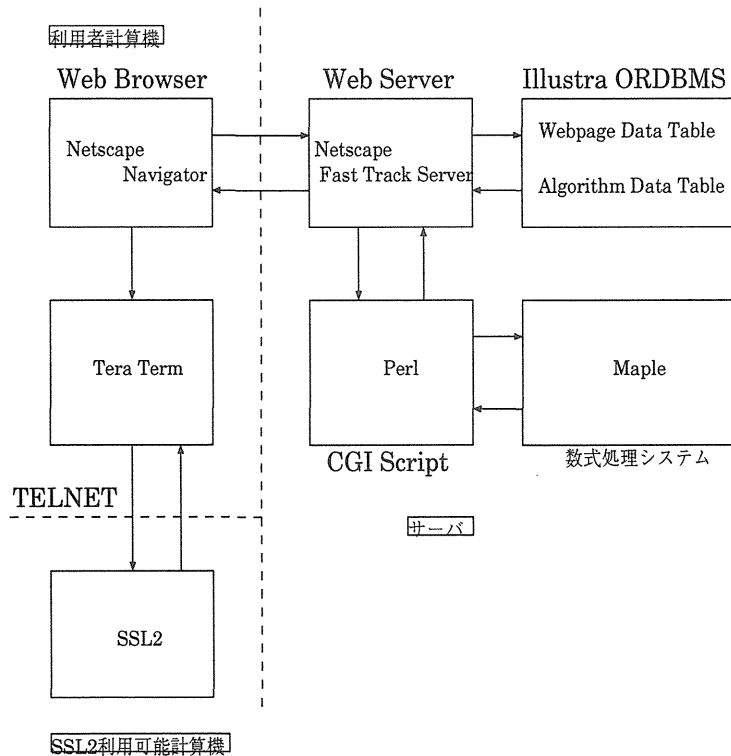 利用者計算機
Web Browser
Web Server
Illustra ORDBMS
Netscape
Navigator
Netscape
Fast Track Server
Webpage Data Table
Algorithm Data Table
Tera Term
Perl
Maple
CGI Script
数式処理システム
TELNET
サーバ
SSL2
SSL2利用可能計算機